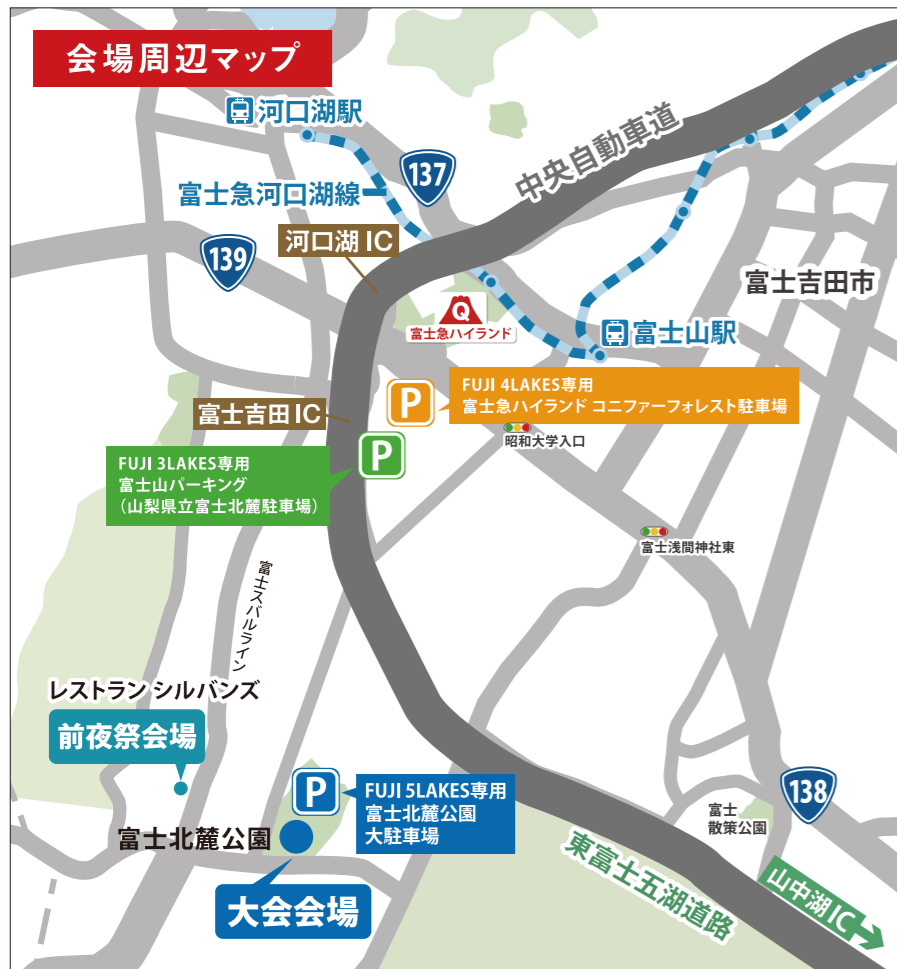 会場周辺マップ
河口湖駅
137
中央自動車道
富士急河口湖線
139
河口湖 IC
富士吉田市
Q
富士急ハイランド
富士山駅
P
FUJI 4LAKES専用
富士急ハイランド コニファーフォレスト駐車場
富士吉田 IC
昭和大学入口
P
FUJI 3LAKES専用
富士山パーキング
(山梨県立富士北麓駐車場)
富士浅間神社東
富士スバルライン
レストラン シルバンズ
前夜祭会場
P
FUJI 5LAKES専用
富士北麓公園
大駐車場
138
富士
散策公園
富士北麓公園
東富士五湖道路
山中湖IC
大会会場